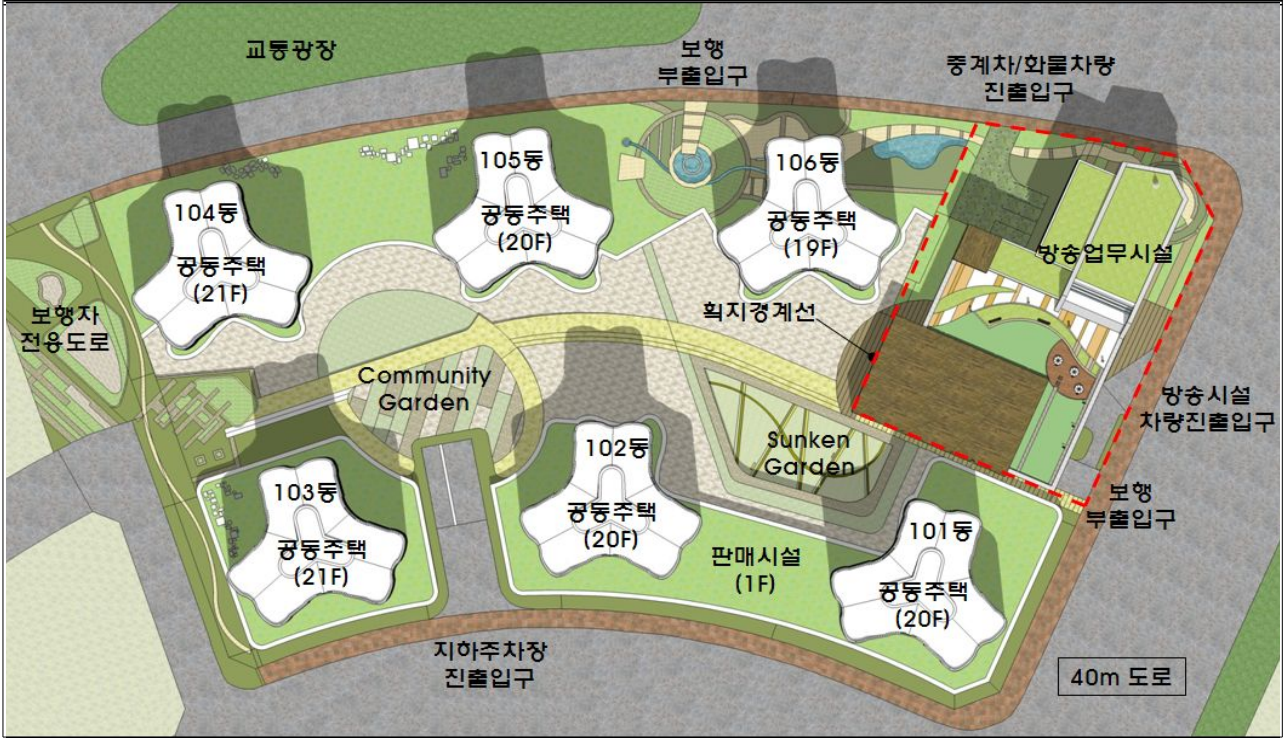 교통광장
보행
부출입구
중계차/화물차량
진출입구
105동
공동주택
(20F)
106동
공동주택
(19F)
104동
공동주택
(21F)
방송업무시설
보행자
전용도로
획지경계선
Community
Garden
방송시설
차량진출입구
Sunken
Garden
102동
공동주택
(20F)
103동
공동주택
(21F)
보행
부출입구
101동
공동주택
(20F)
판매시설
(1F)
지하주차장
진출입구
40m 도로